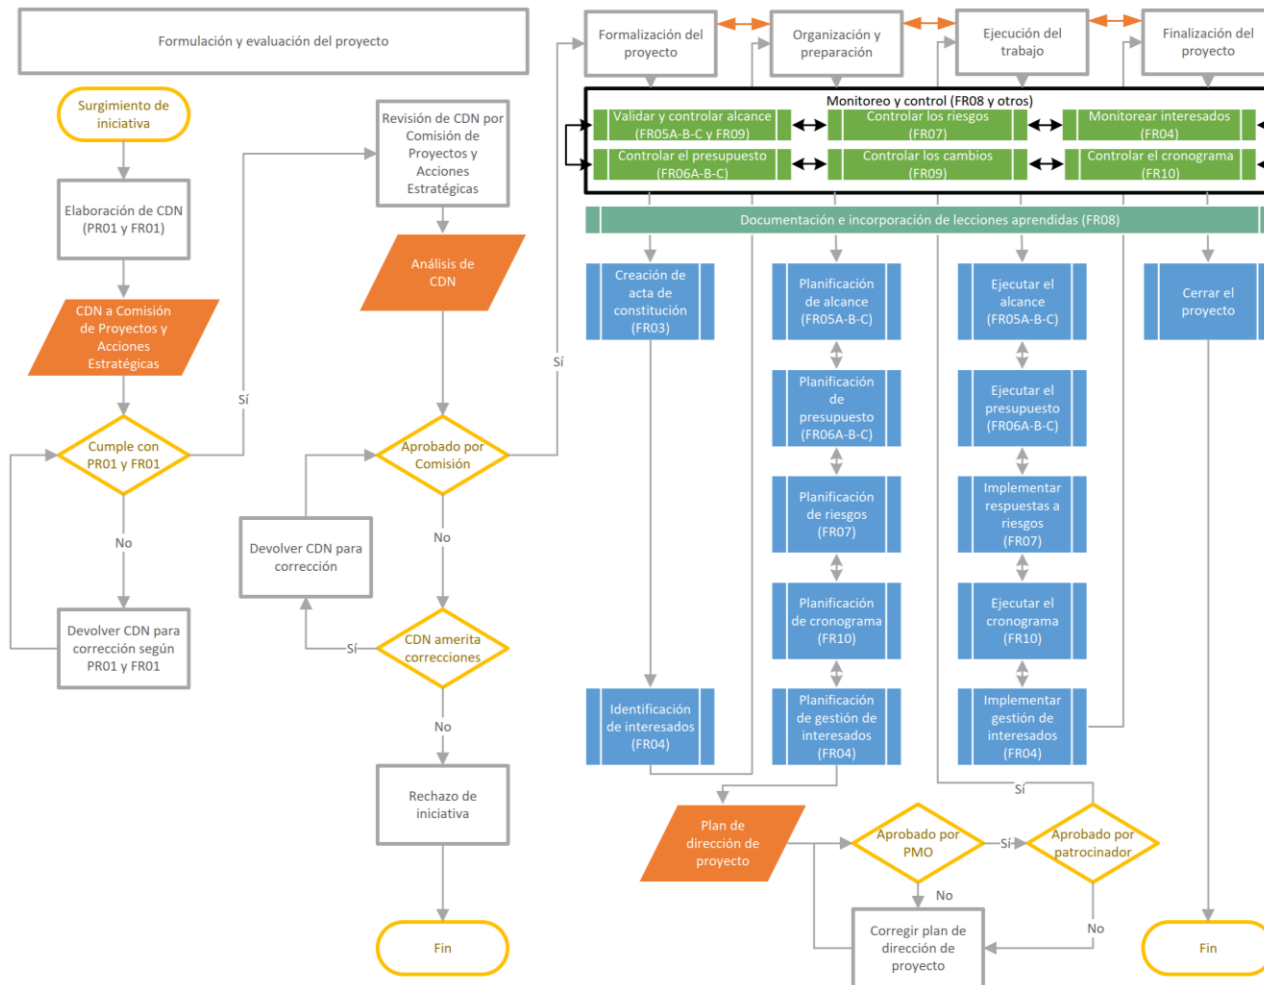 Formulación y evaluación del proyecto
Surgimiento de
iniciativa
Elaboración de CDN
(PR01 y FR01)
CDN a Comisión
de Proyectos y
Acciones
Estratégicas
Cumple con
PR01 y FR01
Sí
No
Devolver CDN para
corrección según
PR01 y FR01
Revisión de CDN por
Comisión de
Proyectos y
Acciones
Estratégicas
Análisis de
CDN
Aprobado por
Comisión
Sí
No
Devolver CDN para
corrección
CDN amerita
correcciones
Sí
No
Rechazo de
iniciativa
Fin
Formalización del
proyecto
Organización y
preparación
Ejecución del
trabajo
Finalización del
proyecto
Monitoreo y control (FR08 y otros)
Validar y controlar alcance
(FR05A-B-C y FR09)
Controlar los riesgos
(FR07)
Monitorear interesados
(FR04)
Controlar el presupuesto
(FR06A-B-C)
Controlar los cambios
(FR09)
Controlar el cronograma
(FR10)
Documentación e incorporación de lecciones aprendidas (FR08)
Creación de
acta de
constitución
(FR03)
Identificación
de interesados
(FR04)
Planificación
de alcance
(FR05A-B-C)
Planificación
de
presupuesto
(FR06A-B-C)
Planificación
de riesgos
(FR07)
Planificación
de cronograma
(FR10)
Planificación
de gestión de
interesados
(FR04)
Ejecutar el
alcance
(FR05A-B-C)
Ejecutar el
presupuesto
(FR06A-B-C)
Implementar
respuestas a
riesgos
(FR07)
Ejecutar el
cronograma
(FR10)
Implementar
gestión de
interesados
(FR04)
Cerrar el
proyecto
Plan de
dirección de
proyecto
Aprobado por
PMO
Sí
No
Aprobado por
patrocinador
Sí
No
Corregir plan de
dirección de
proyecto
Fin